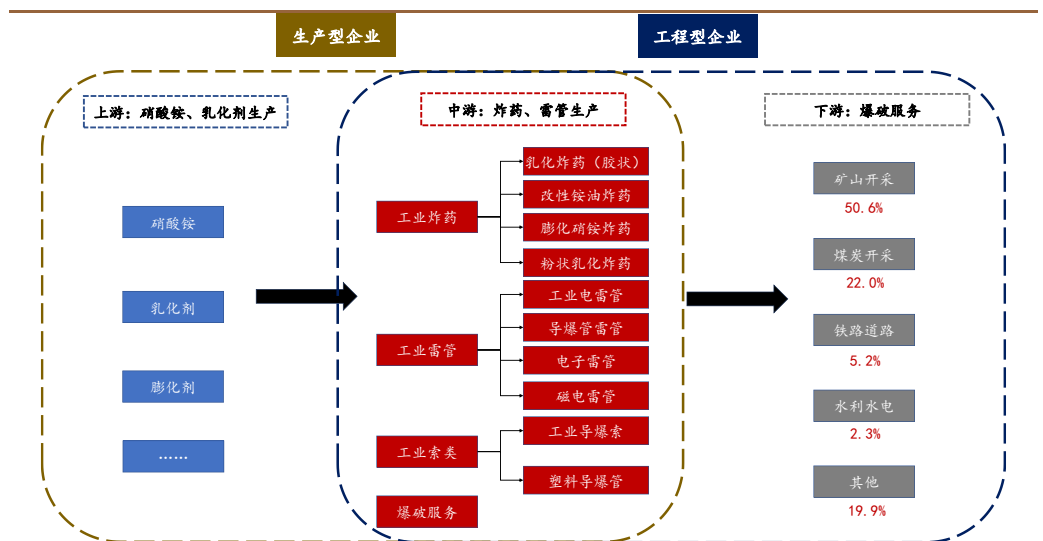 生产型企业
工程型企业
上游：硝酸铵、乳化剂生产
中游：炸药、雷管生产
下游：爆破服务
硝酸铵
乳化剂
膨化剂
……
工业炸药
乳化炸药（胶状）
改性铵油炸药
膨化硝铵炸药
粉状乳化炸药
工业雷管
工业电雷管
导爆管雷管
电子雷管
磁电雷管
工业索类
工业导爆索
塑料导爆管
爆破服务
矿山开采
50.6%
煤炭开采
22.0%
铁路道路
5.2%
水利水电
2.3%
其他
19.9%